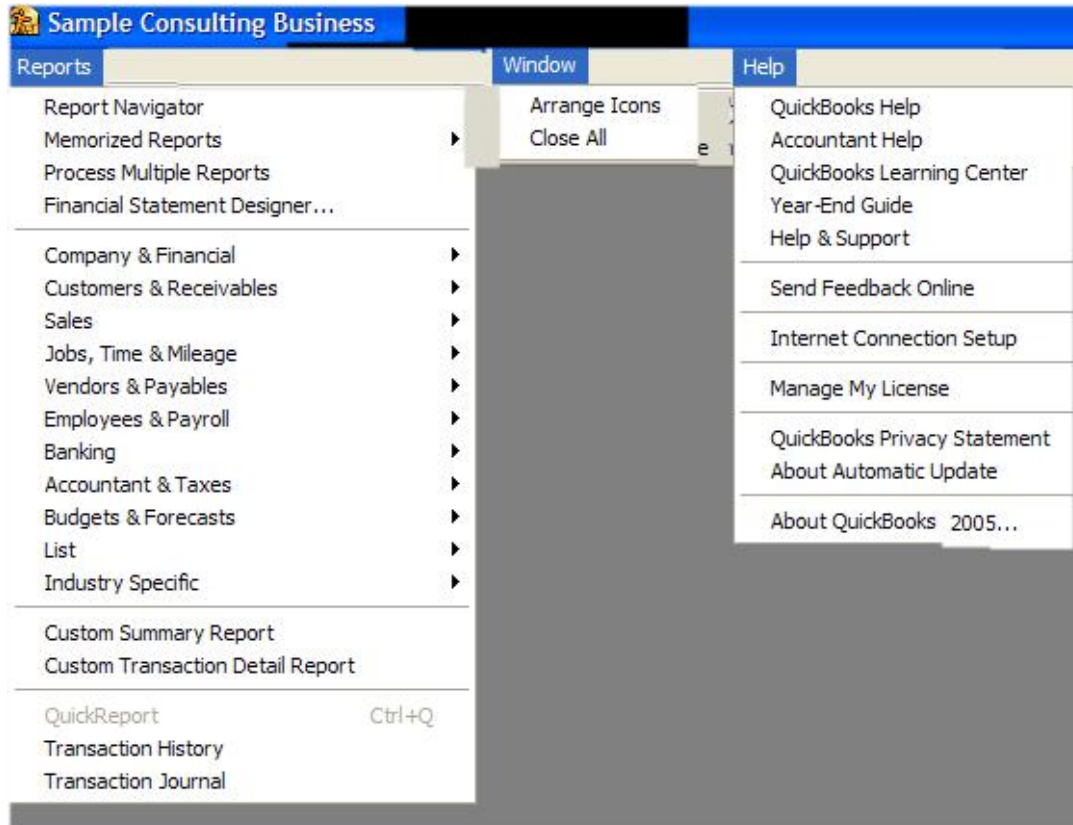 Sample Consulting Business
Reports
Report Navigator
Memorized Reports
Process Multiple Reports
Financial Statement Designer...
Company & Financial
Customers & Receivables
Sales
Jobs, Time & Mileage
Vendors & Payables
Employees & Payroll
Banking
Accountant & Taxes
Budgets & Forecasts
List
Industry Specific
Custom Summary Report
Custom Transaction Detail Report
QuickReport Ctrl+Q
Transaction History
Transaction Journal
Window
Arrange Icons
Close All
e
Help
QuickBooks Help
Accountant Help
QuickBooks Learning Center
Year-End Guide
Help & Support
Send Feedback Online
Internet Connection Setup
Manage My License
QuickBooks Privacy Statement
About Automatic Update
About QuickBooks 2005...